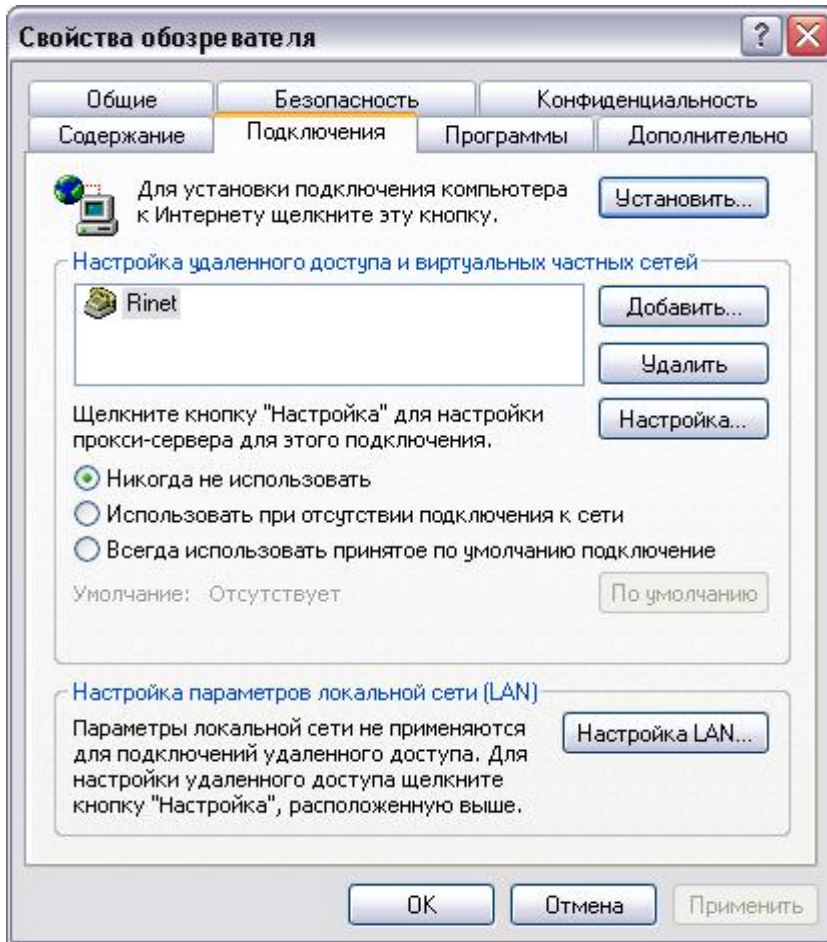 Свойства обозревателя
Общие Безопасность Конфиденциальность
Содержание Подключения Программы Дополнительно
Для установки подключения компьютера
к Интернету щелкните эту кнопку.
Установить...
Настройка удаленного доступа и виртуальных частных сетей
Rinet
Добавить...
Удалить
Щелкните кнопку "Настройка" для настройки
прокси-сервера для этого подключения.
Настройка...
Никогда не использовать
Использовать при отсутствии подключения к сети
Всегда использовать принятое по умолчанию подключение
Умолчание: Отсутствует
По умолчанию
Настройка параметров локальной сети (LAN)
Параметры локальной сети не применяются
для подключений удаленного доступа. Для
настройки удаленного доступа щелкните
кнопку "Настройка", расположенную выше.
Настройка LAN...
OK Отмена Применить